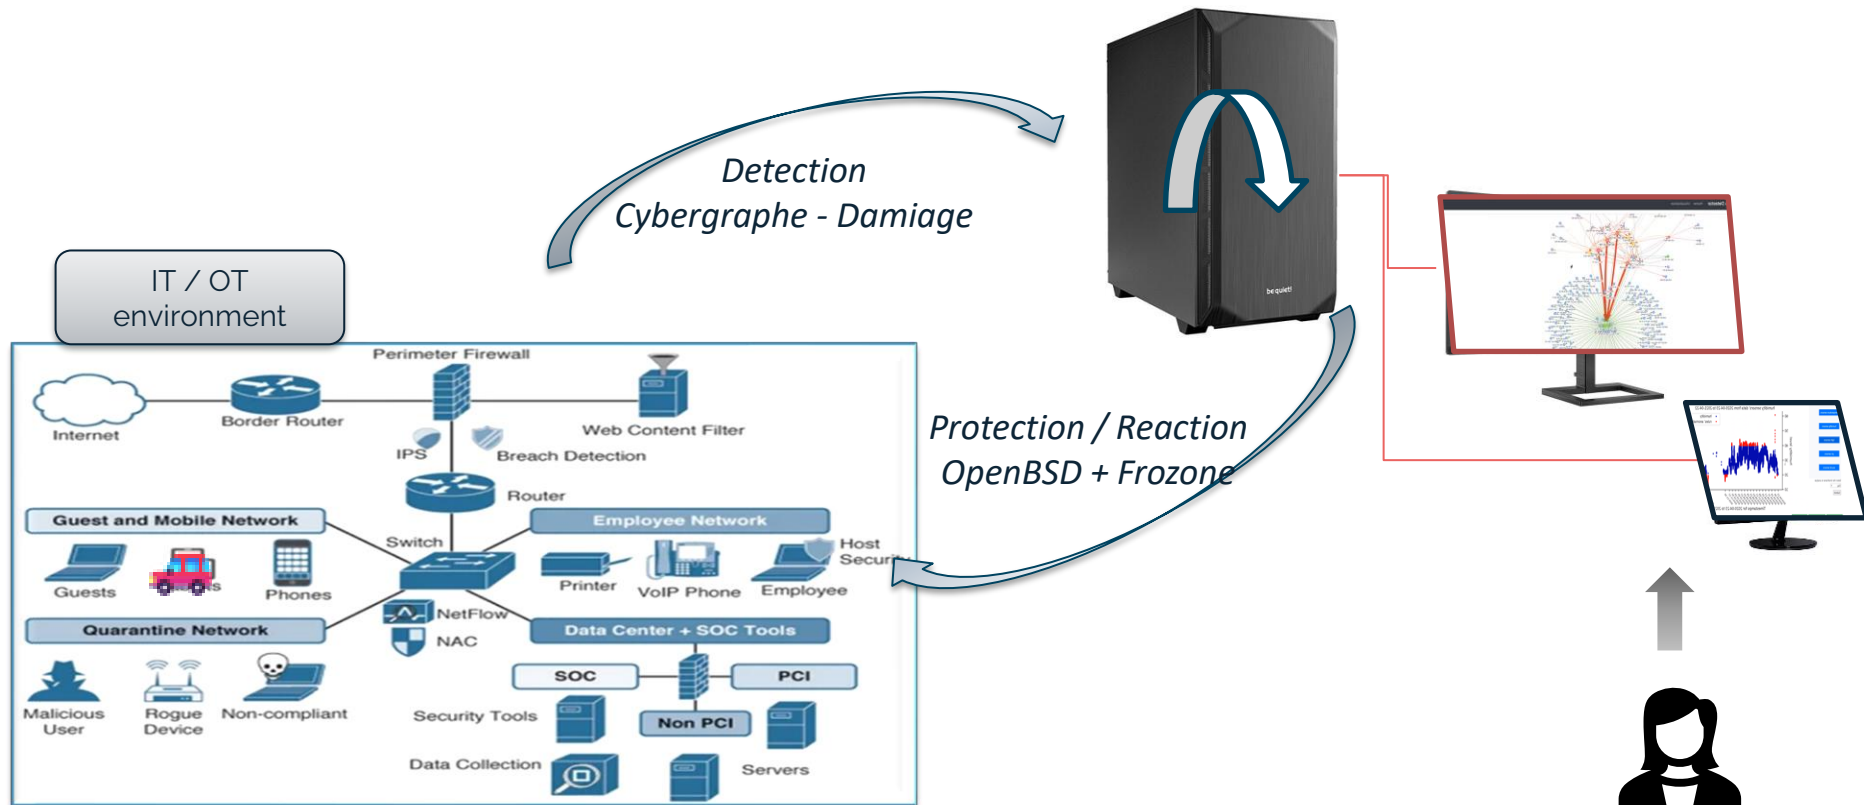 Detection
Cybergraphe - Damiage
be quiet!
IT / OT
environment
Perimeter Firewall
Internet
Border Router
Web Content Filter
IPS
Breach Detection
Router
Protection / Reaction
OpenBSD + Frozone
Guest and Mobile Network
Employee Network
Switch
Host
Security
Guests
Phones
Printer
VoIP Phone
Employee
NetFlow
NAC
Quarantine Network
Data Center + SOC Tools
SOC
PCI
Malicious
User
Rogue
Device
Non-compliant
Security Tools
Non PCI
Data Collection
Servers